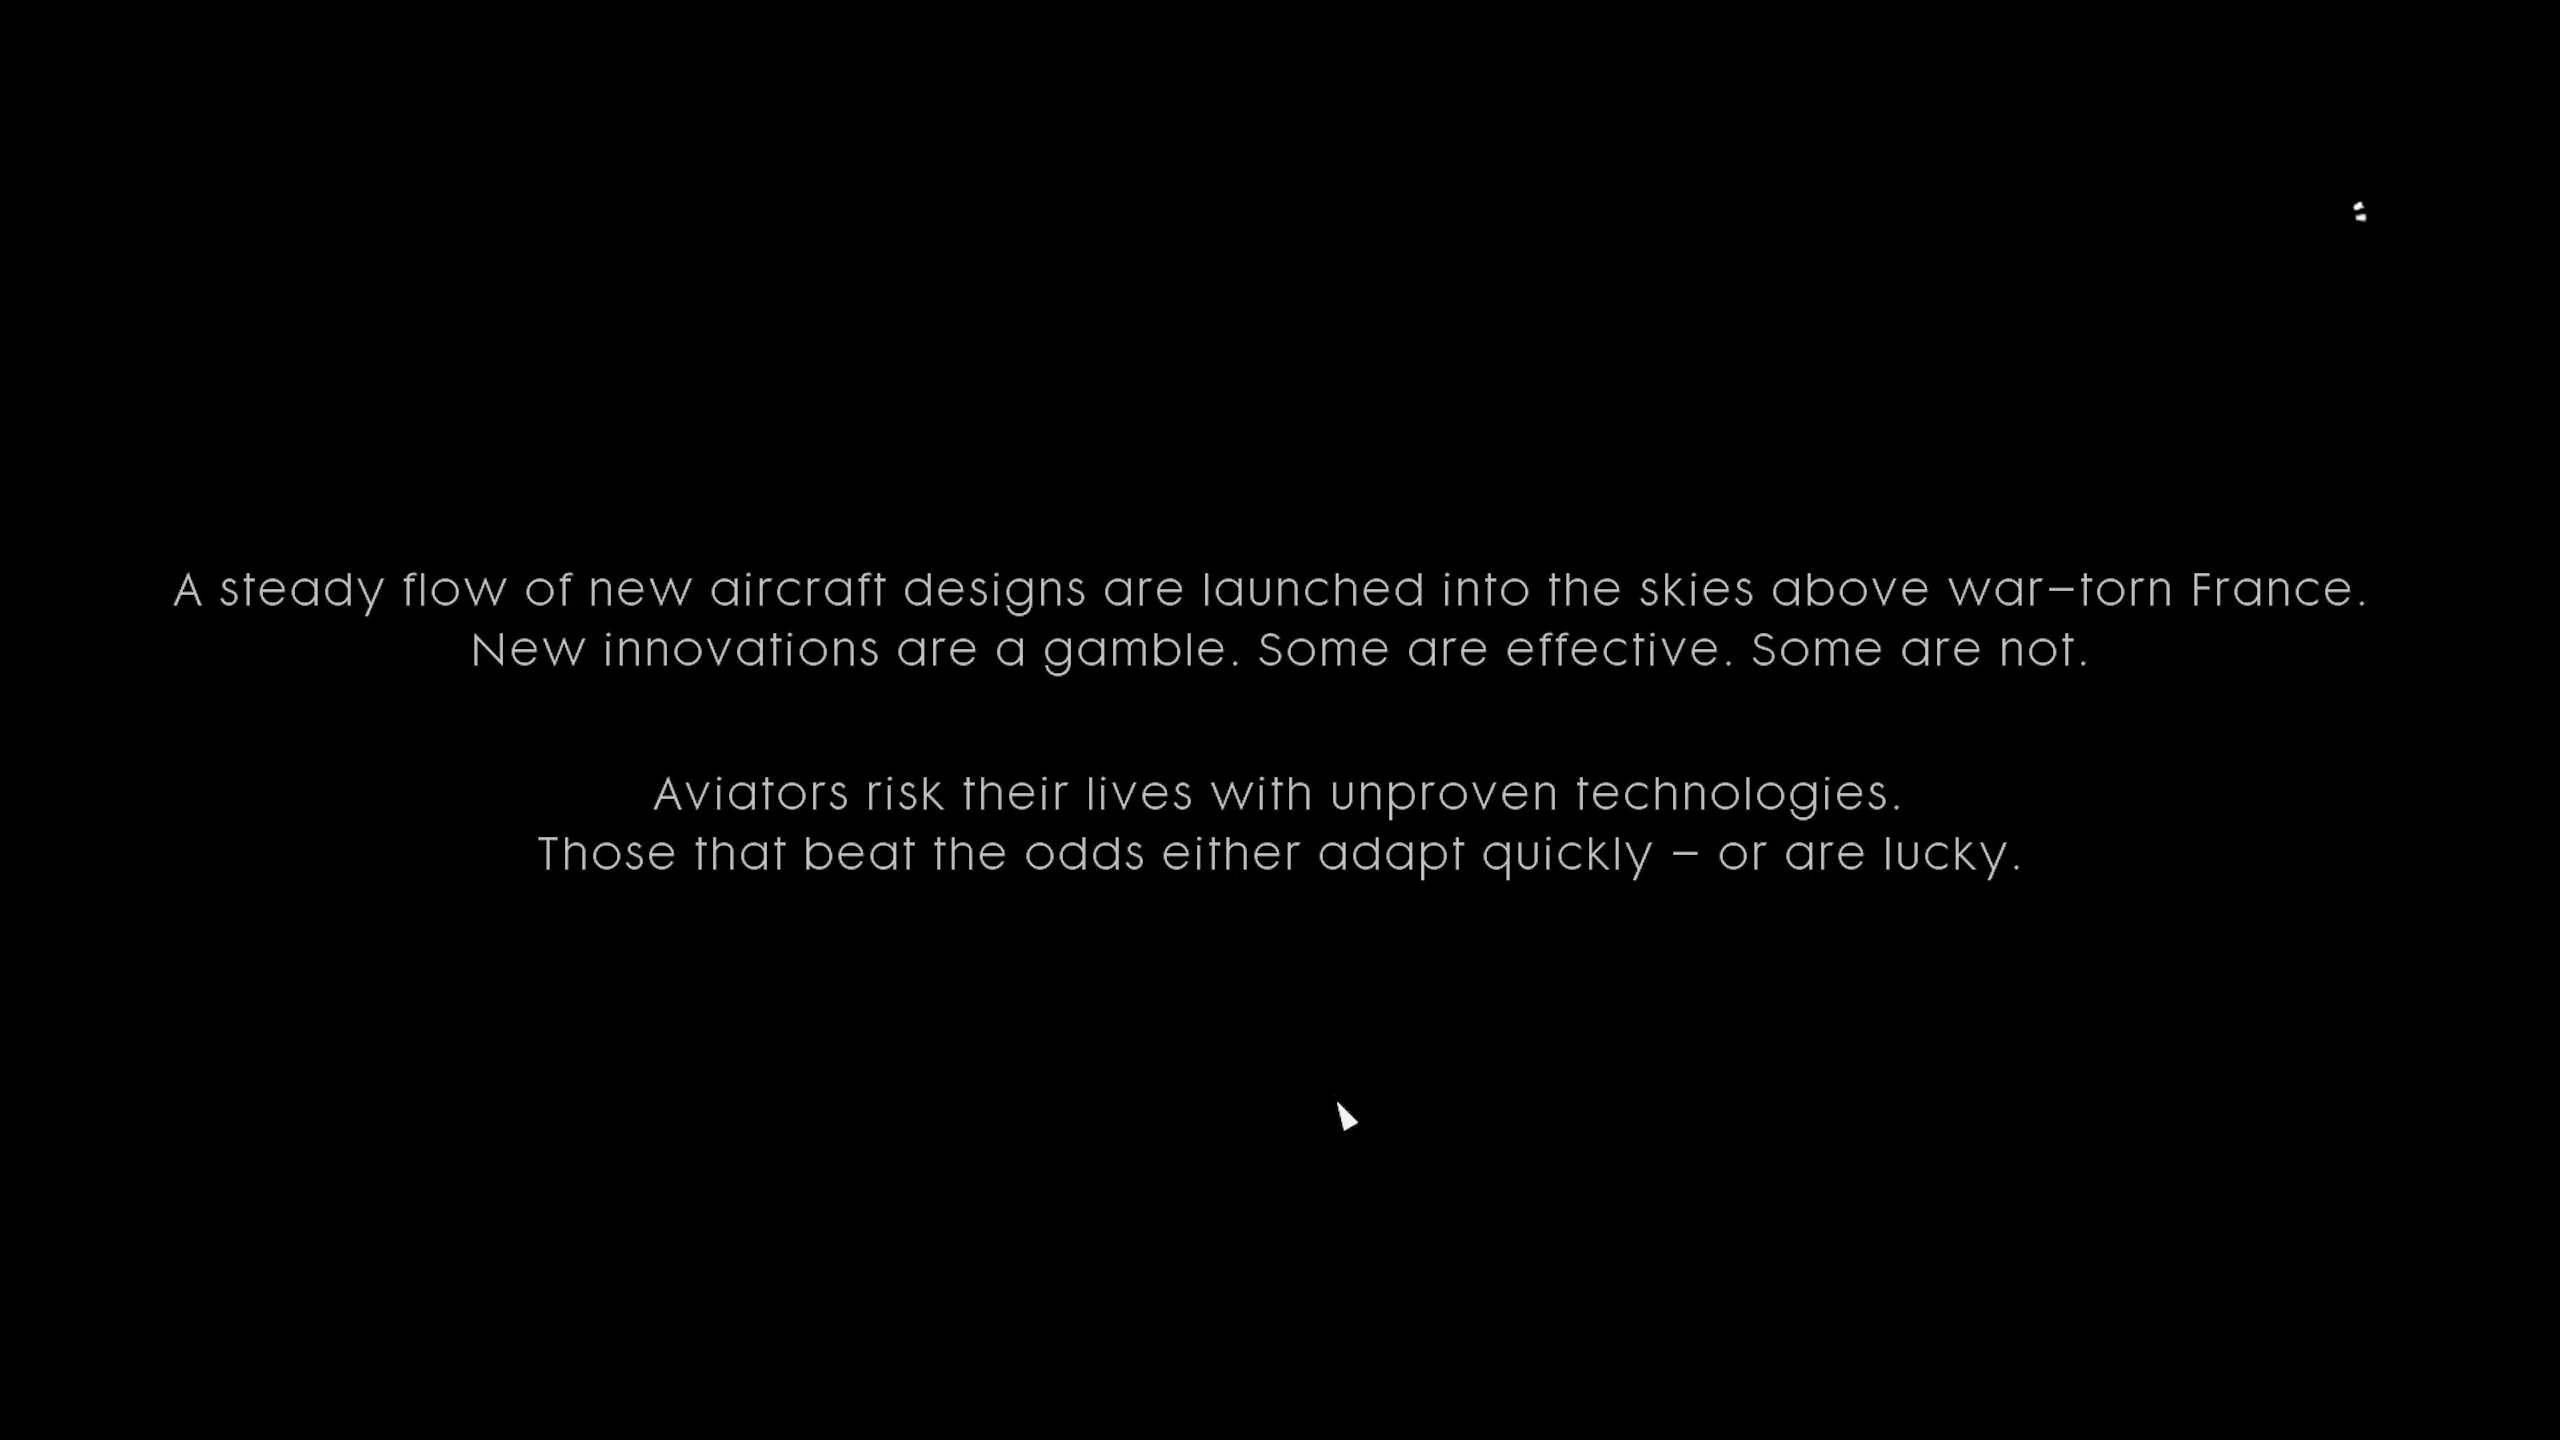 A steady flow of new aircraft designs are launched into the skies above war-torn France.
New innovations are a gamble. Some are effective. Some are not.
Aviators risk their lives with unproven technologies.
Those that beat the odds either adapt quickly – or are lucky.